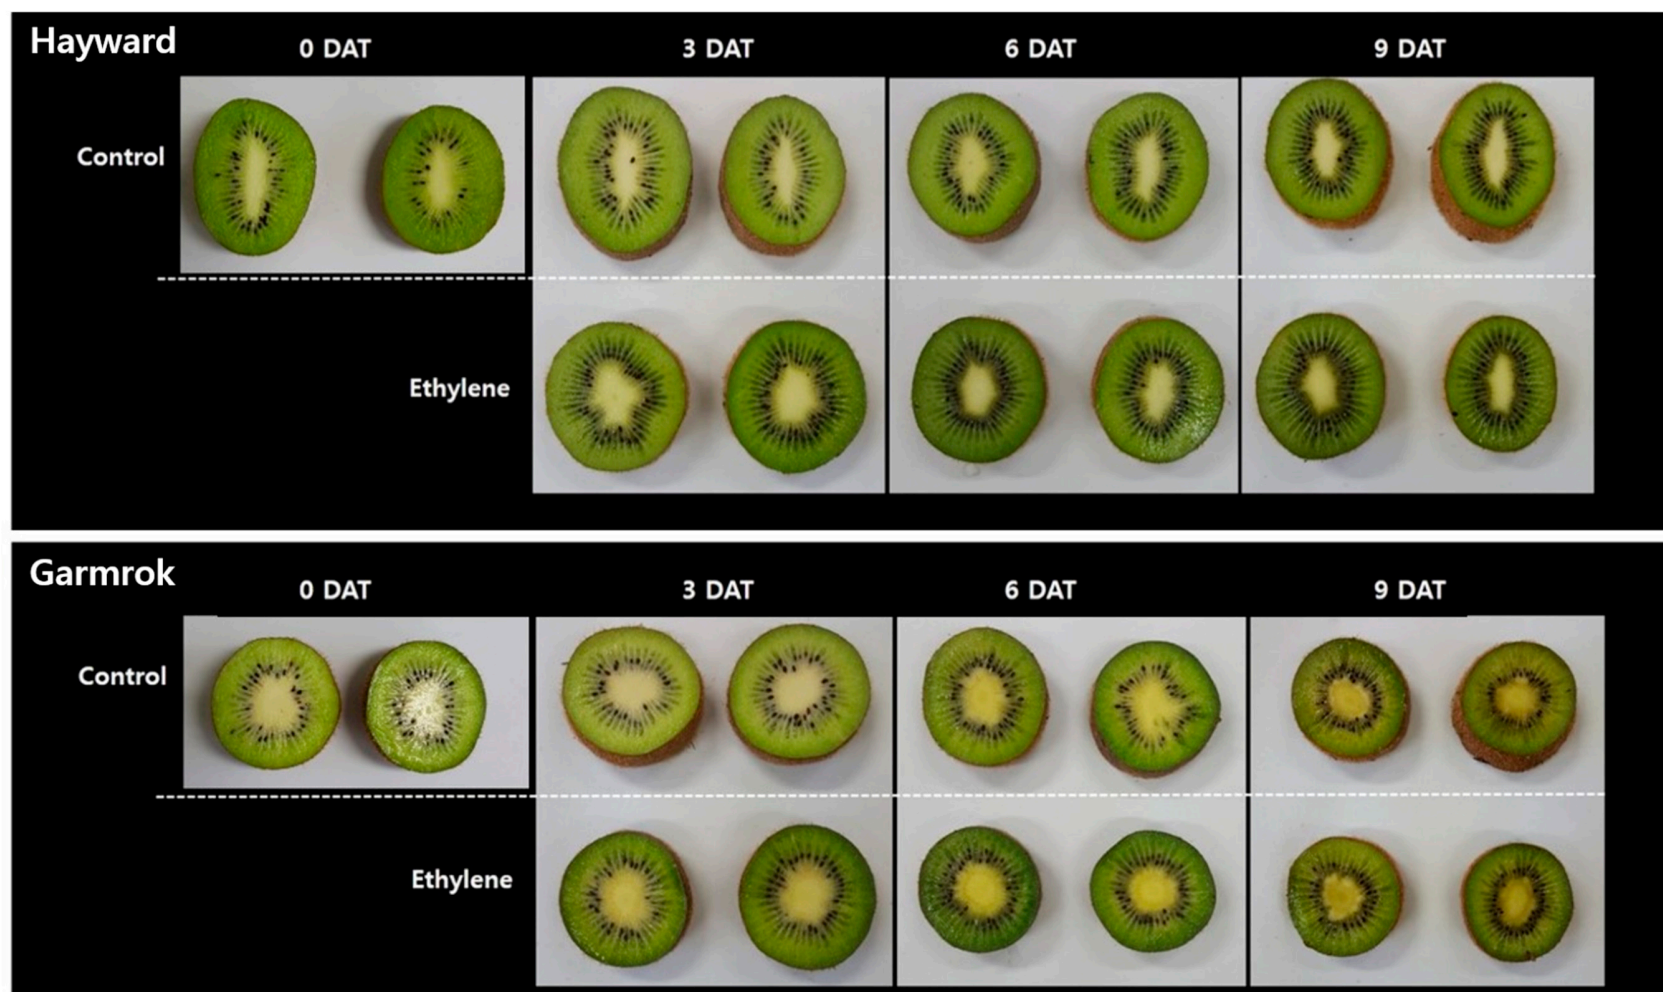 Hayward
0 DAT 3 DAT 6 DAT 9 DAT
Control
Ethylene
Garmrok
0 DAT 3 DAT 6 DAT 9 DAT
Control
Ethylene